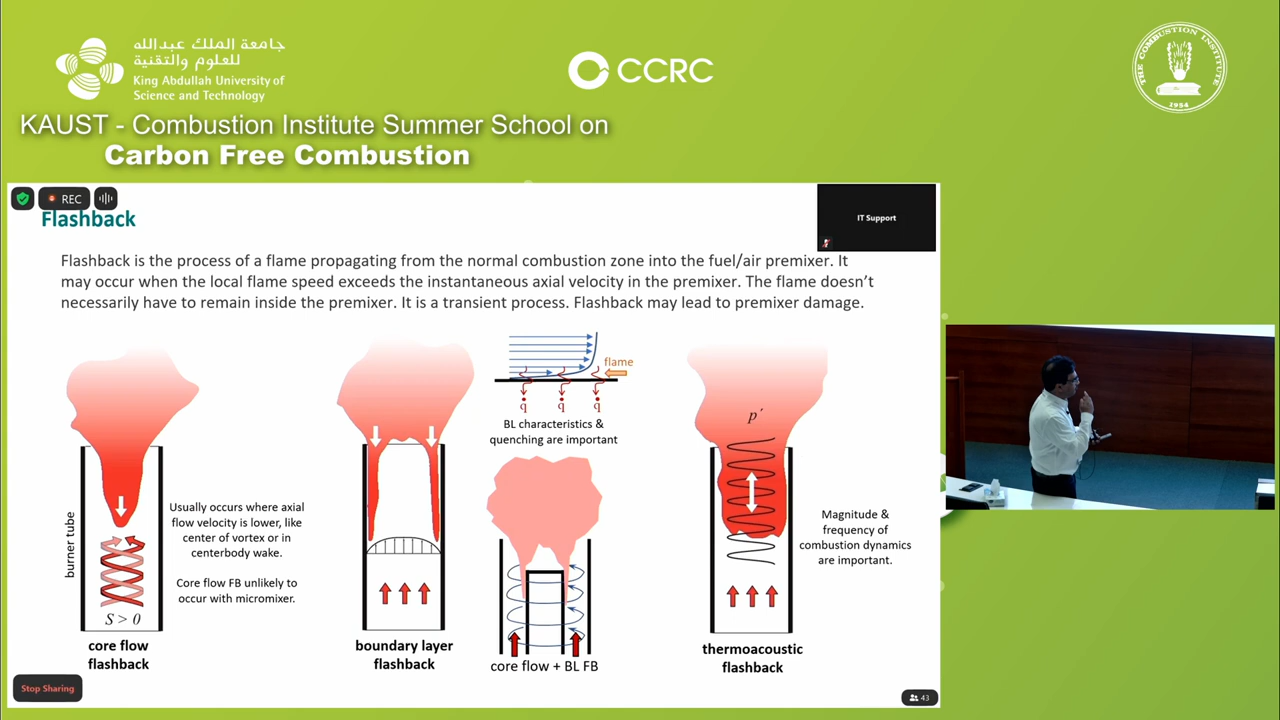 جامعة الملك عبدالله
للعلوم والتقنية
King Abdullah University of
Science and Technology
CCRC
THE COMBUSTION INSTITUTE
1954
KAUST - Combustion Institute Summer School on
Carbon Free Combustion
REC
IT Support
Flashback
Flashback is the process of a flame propagating from the normal combustion zone into the fuel/air premixer. It
may occur when the local flame speed exceeds the instantaneous axial velocity in the premixer. The flame doesn't
necessarily have to remain inside the premixer. It is a transient process. Flashback may lead to premixer damage.
burner tube
Usually occurs where axial
flow velocity is lower, like
center of vortex or in
centerbody wake.
Core flow FB unlikely to
occur with micromixer.
S > 0
core flow
flashback
boundary layer
flashback
flame
q̇ q̇ q̇
BL characteristics &
quenching are important
core flow + BL FB
p′
Magnitude &
frequency of
combustion dynamics
are important.
thermoacoustic
flashback
Stop Sharing
43